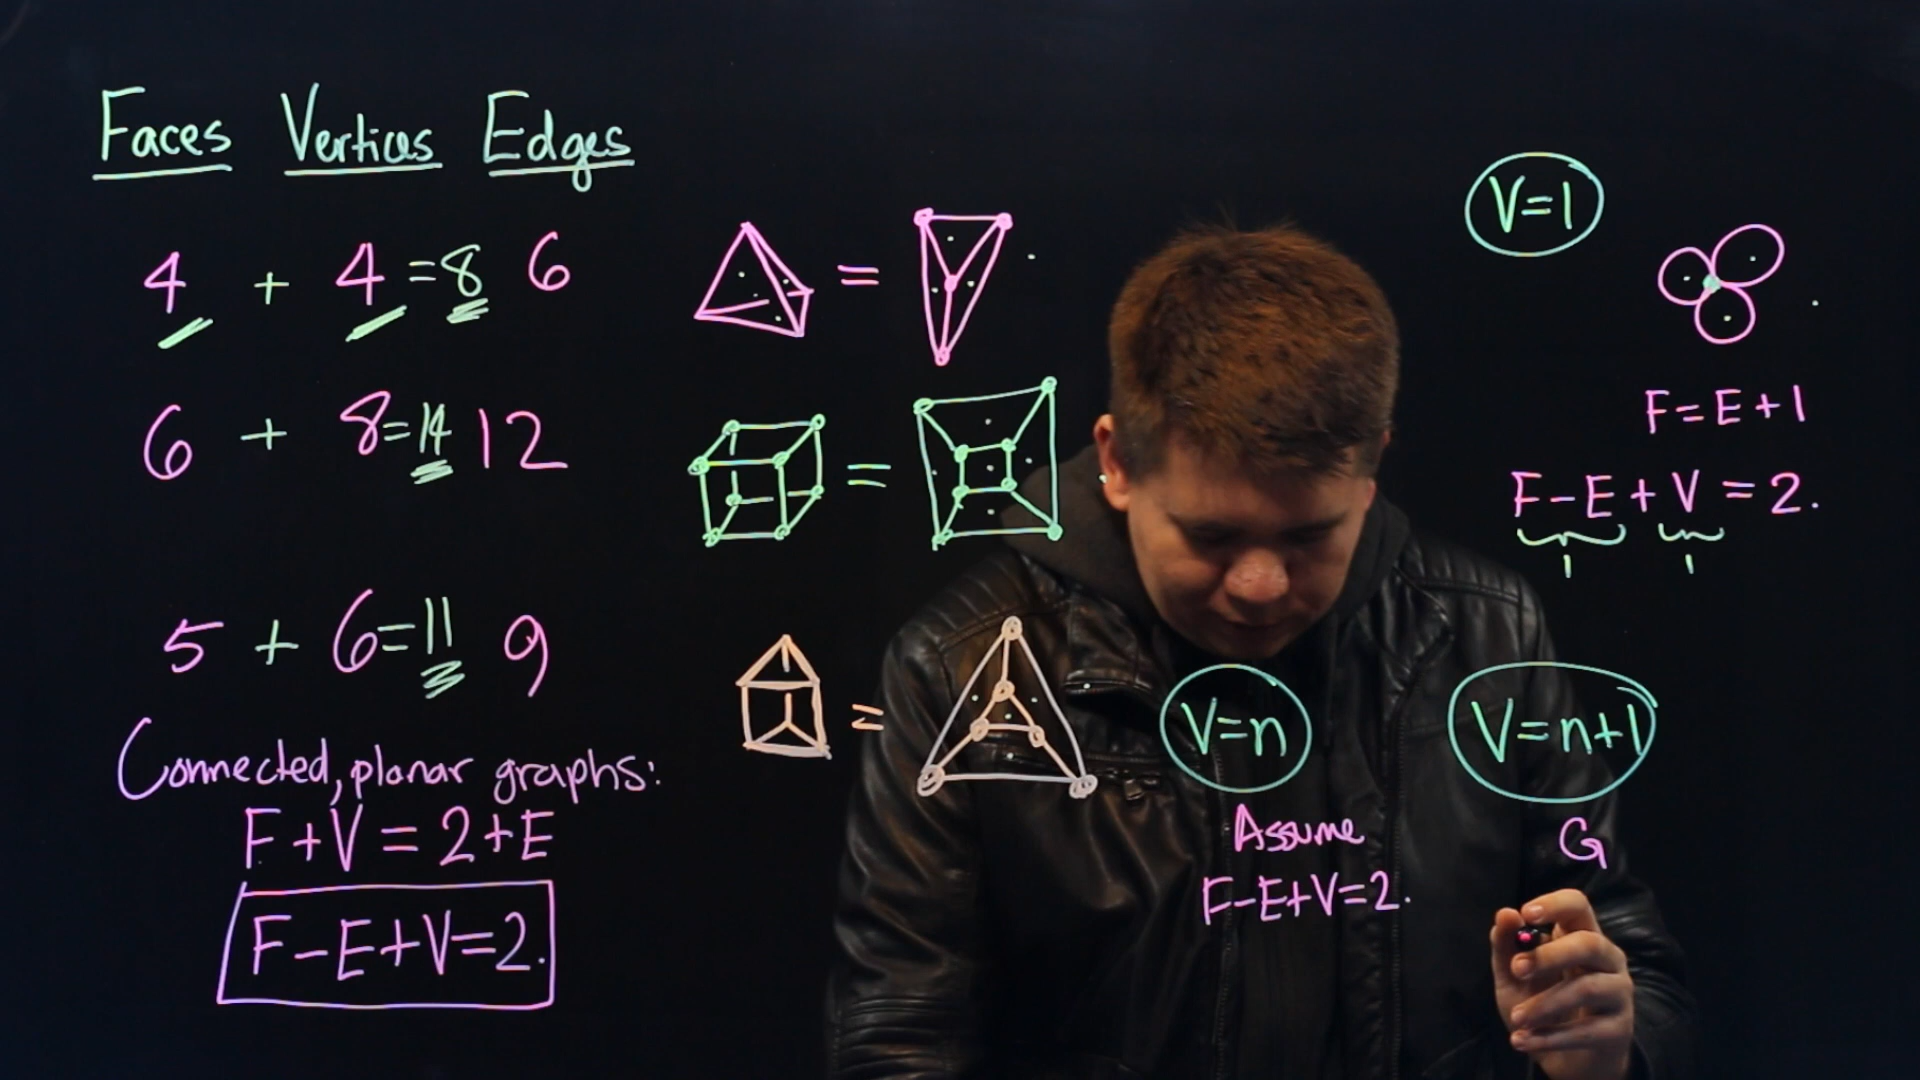 Faces Vertices Edges
4 + 4 = 8 6
6 + 8 = 14 12
5 + 6 = 11 9
Connected, planar graphs:
F + V = 2 + E
F - E + V = 2.
V = 1
F = E + 1
F - E + V = 2.
1 1
V = n
Assume
F - E + V = 2.
V = n + 1
G